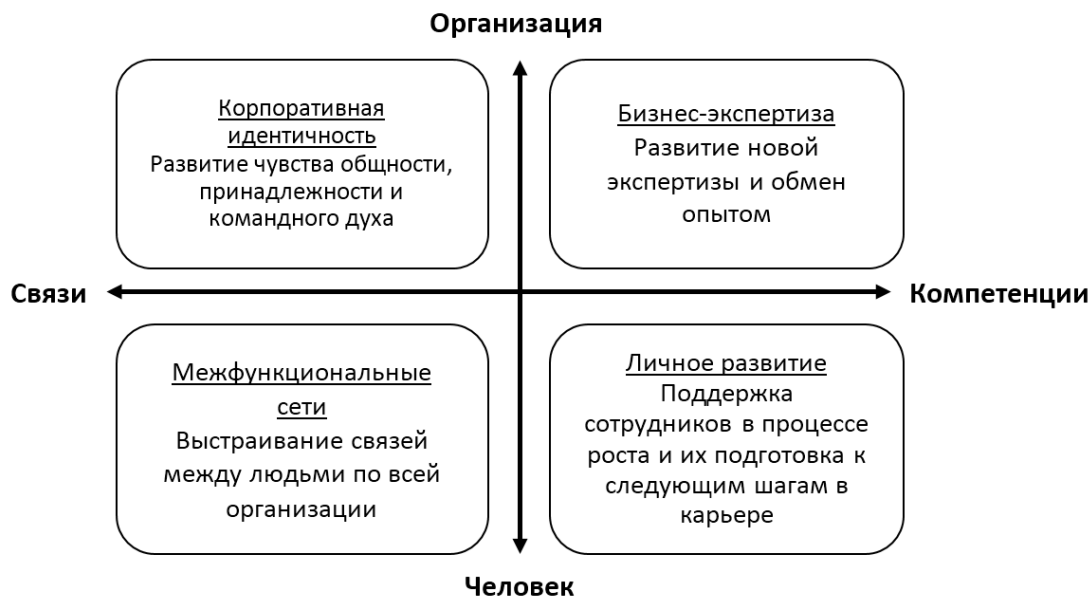 Организация
Корпоративная
идентичность
Развитие чувства общности,
принадлежности и
командного духа
Бизнес-экспертиза
Развитие новой
экспертизы и обмен
опытом
Связи
Компетенции
Межфункциональные
сети
Выстраивание связей
между людьми по всей
организации
Личное развитие
Поддержка
сотрудников в процессе
роста и их подготовка к
следующим шагам в
карьере
Человек